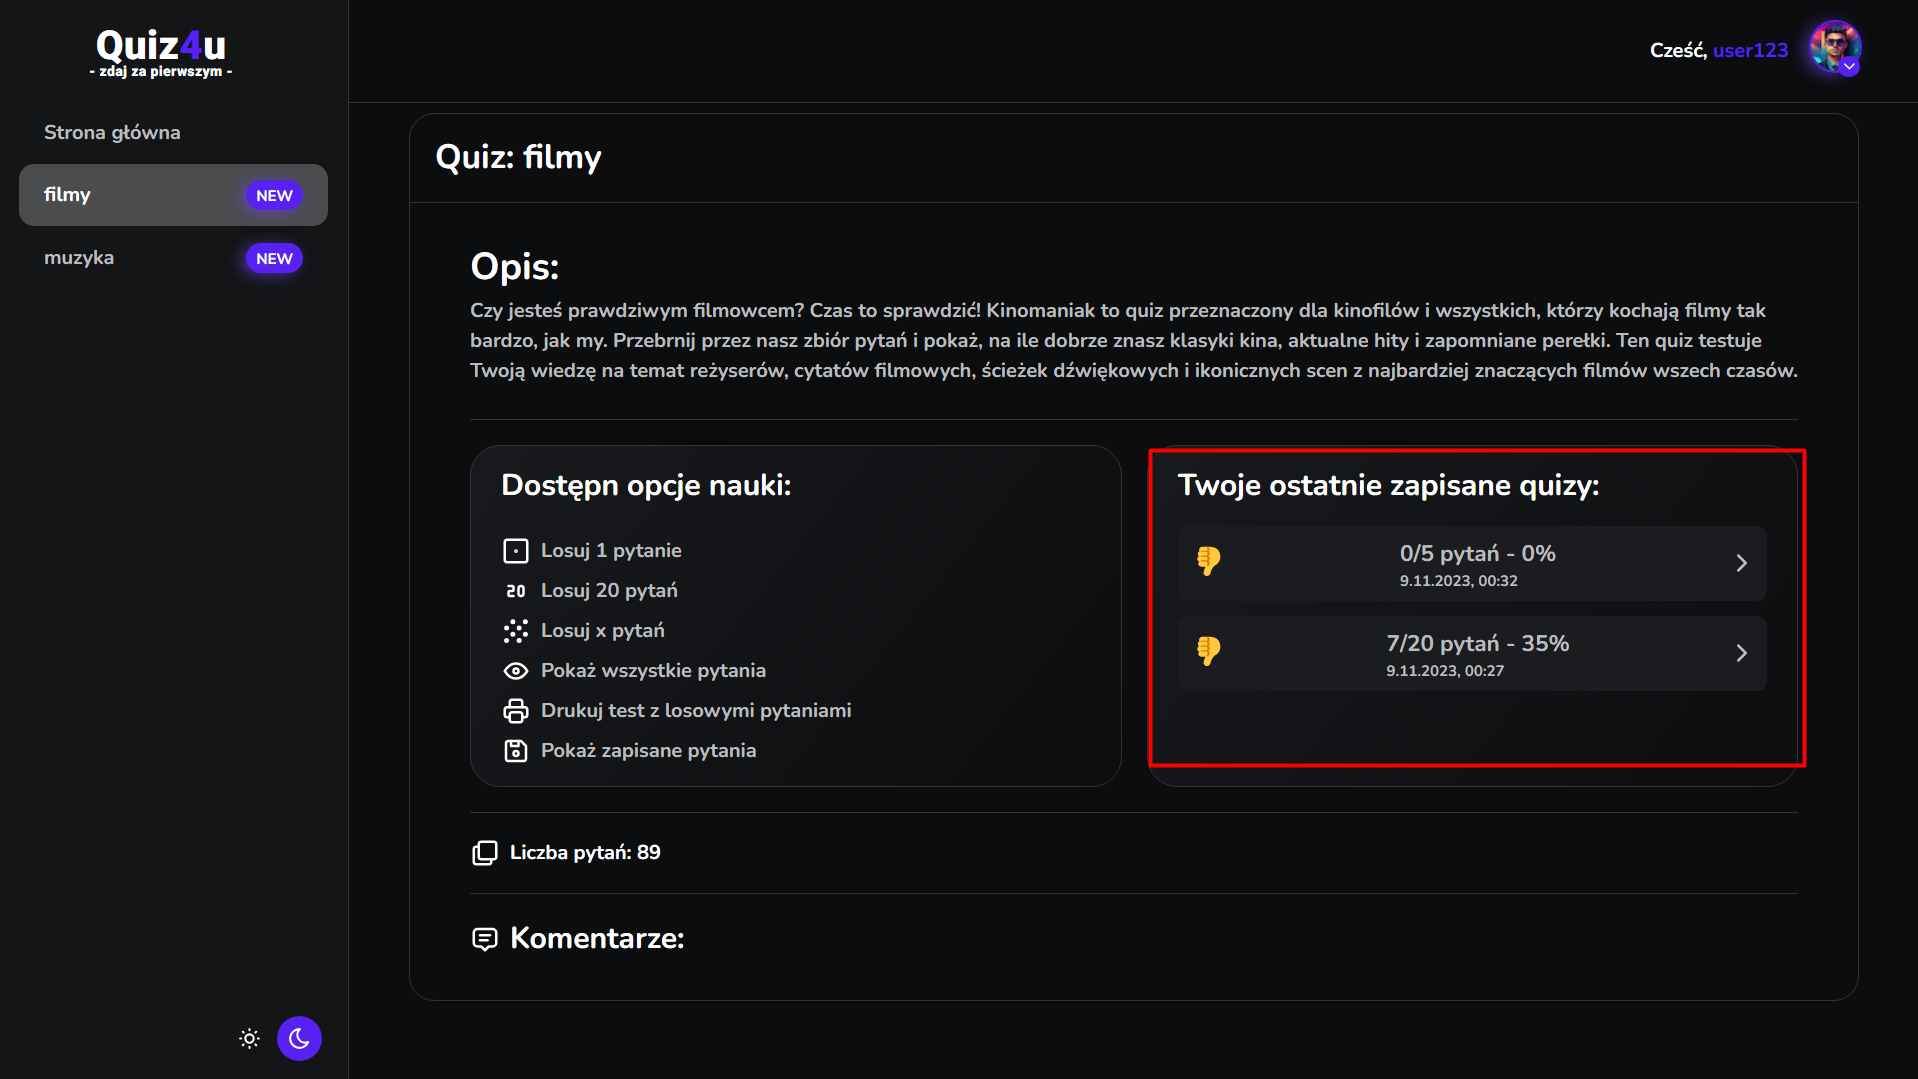 Quiz4u
- zdaj za pierwszym -
Cześć, user123
Strona główna
filmy NEW
muzyka NEW
Quiz: filmy
Opis:
Czy jesteś prawdziwym filmowcem? Czas to sprawdzić! Kinomaniak to quiz przeznaczony dla kinofilów i wszystkich, którzy kochają filmy tak
bardzo, jak my. Przebrnij przez nasz zbiór pytań i pokaż, na ile dobrze znasz klasyki kina, aktualne hity i zapomniane perełki. Ten quiz testuje
Twoją wiedzę na temat reżyserów, cytatów filmowych, ścieżek dźwiękowych i ikonicznych scen z najbardziej znaczących filmów wszech czasów.
Dostępn opcje nauki:
Losuj 1 pytanie
20 Losuj 20 pytań
Losuj x pytań
Pokaż wszystkie pytania
Drukuj test z losowymi pytaniami
Pokaż zapisane pytania
Twoje ostatnie zapisane quizy:
0/5 pytań - 0%
9.11.2023, 00:32
7/20 pytań - 35%
9.11.2023, 00:27
Liczba pytań: 89
Komentarze: